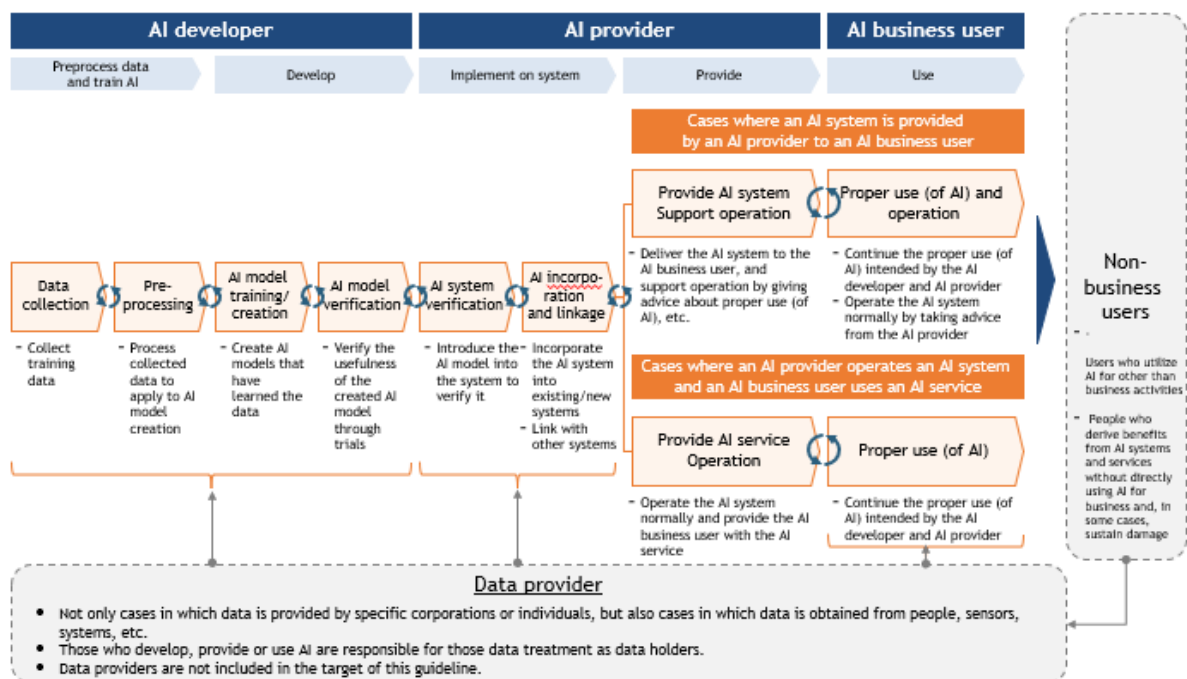 AI developer
AI provider
AI business user
Preprocess data
and train AI
Develop
Implement on system
Provide
Use
Cases where an AI system is provided
by an AI provider to an AI business user
Provide AI system
Support operation
Proper use (of AI) and
operation
- Deliver the AI system to the
AI business user, and
support operation by giving
advice about proper use (of
AI), etc.
- Continue the proper use (of
AI) intended by the AI
developer and AI provider
- Operate the AI system
normally by taking advice
from the AI provider
Data
collection
Pre-
processing
AI model
training/
creation
AI model
verification
AI system
verification
AI incorpo-
ration
and linkage
- Collect
training
data
- Process
collected
data to
apply to AI
model
creation
- Create AI
models that
have
learned the
data
- Verify the
usefulness
of the
created AI
model
through
trials
- Introduce the
AI model into
the system to
verify it
- Incorporate
the AI system
into
existing/new
systems
- Link with
other systems
Cases where an AI provider operates an AI system
and an AI business user uses an AI service
Provide AI service
Operation
Proper use (of AI)
- Operate the AI system
normally and provide the AI
business user with the AI
service
- Continue the proper use (of
AI) intended by the AI
developer and AI provider
Non-
business
users
- .
Users who utilize
AI for other than
business activities
- People who
derive benefits
from AI systems
and services
without directly
using AI for
business and, in
some cases,
sustain damage
Data provider
• Not only cases in which data is provided by specific corporations or individuals, but also cases in which data is obtained from people, sensors,
systems, etc.
• Those who develop, provide or use AI are responsible for those data treatment as data holders.
• Data providers are not included in the target of this guideline.